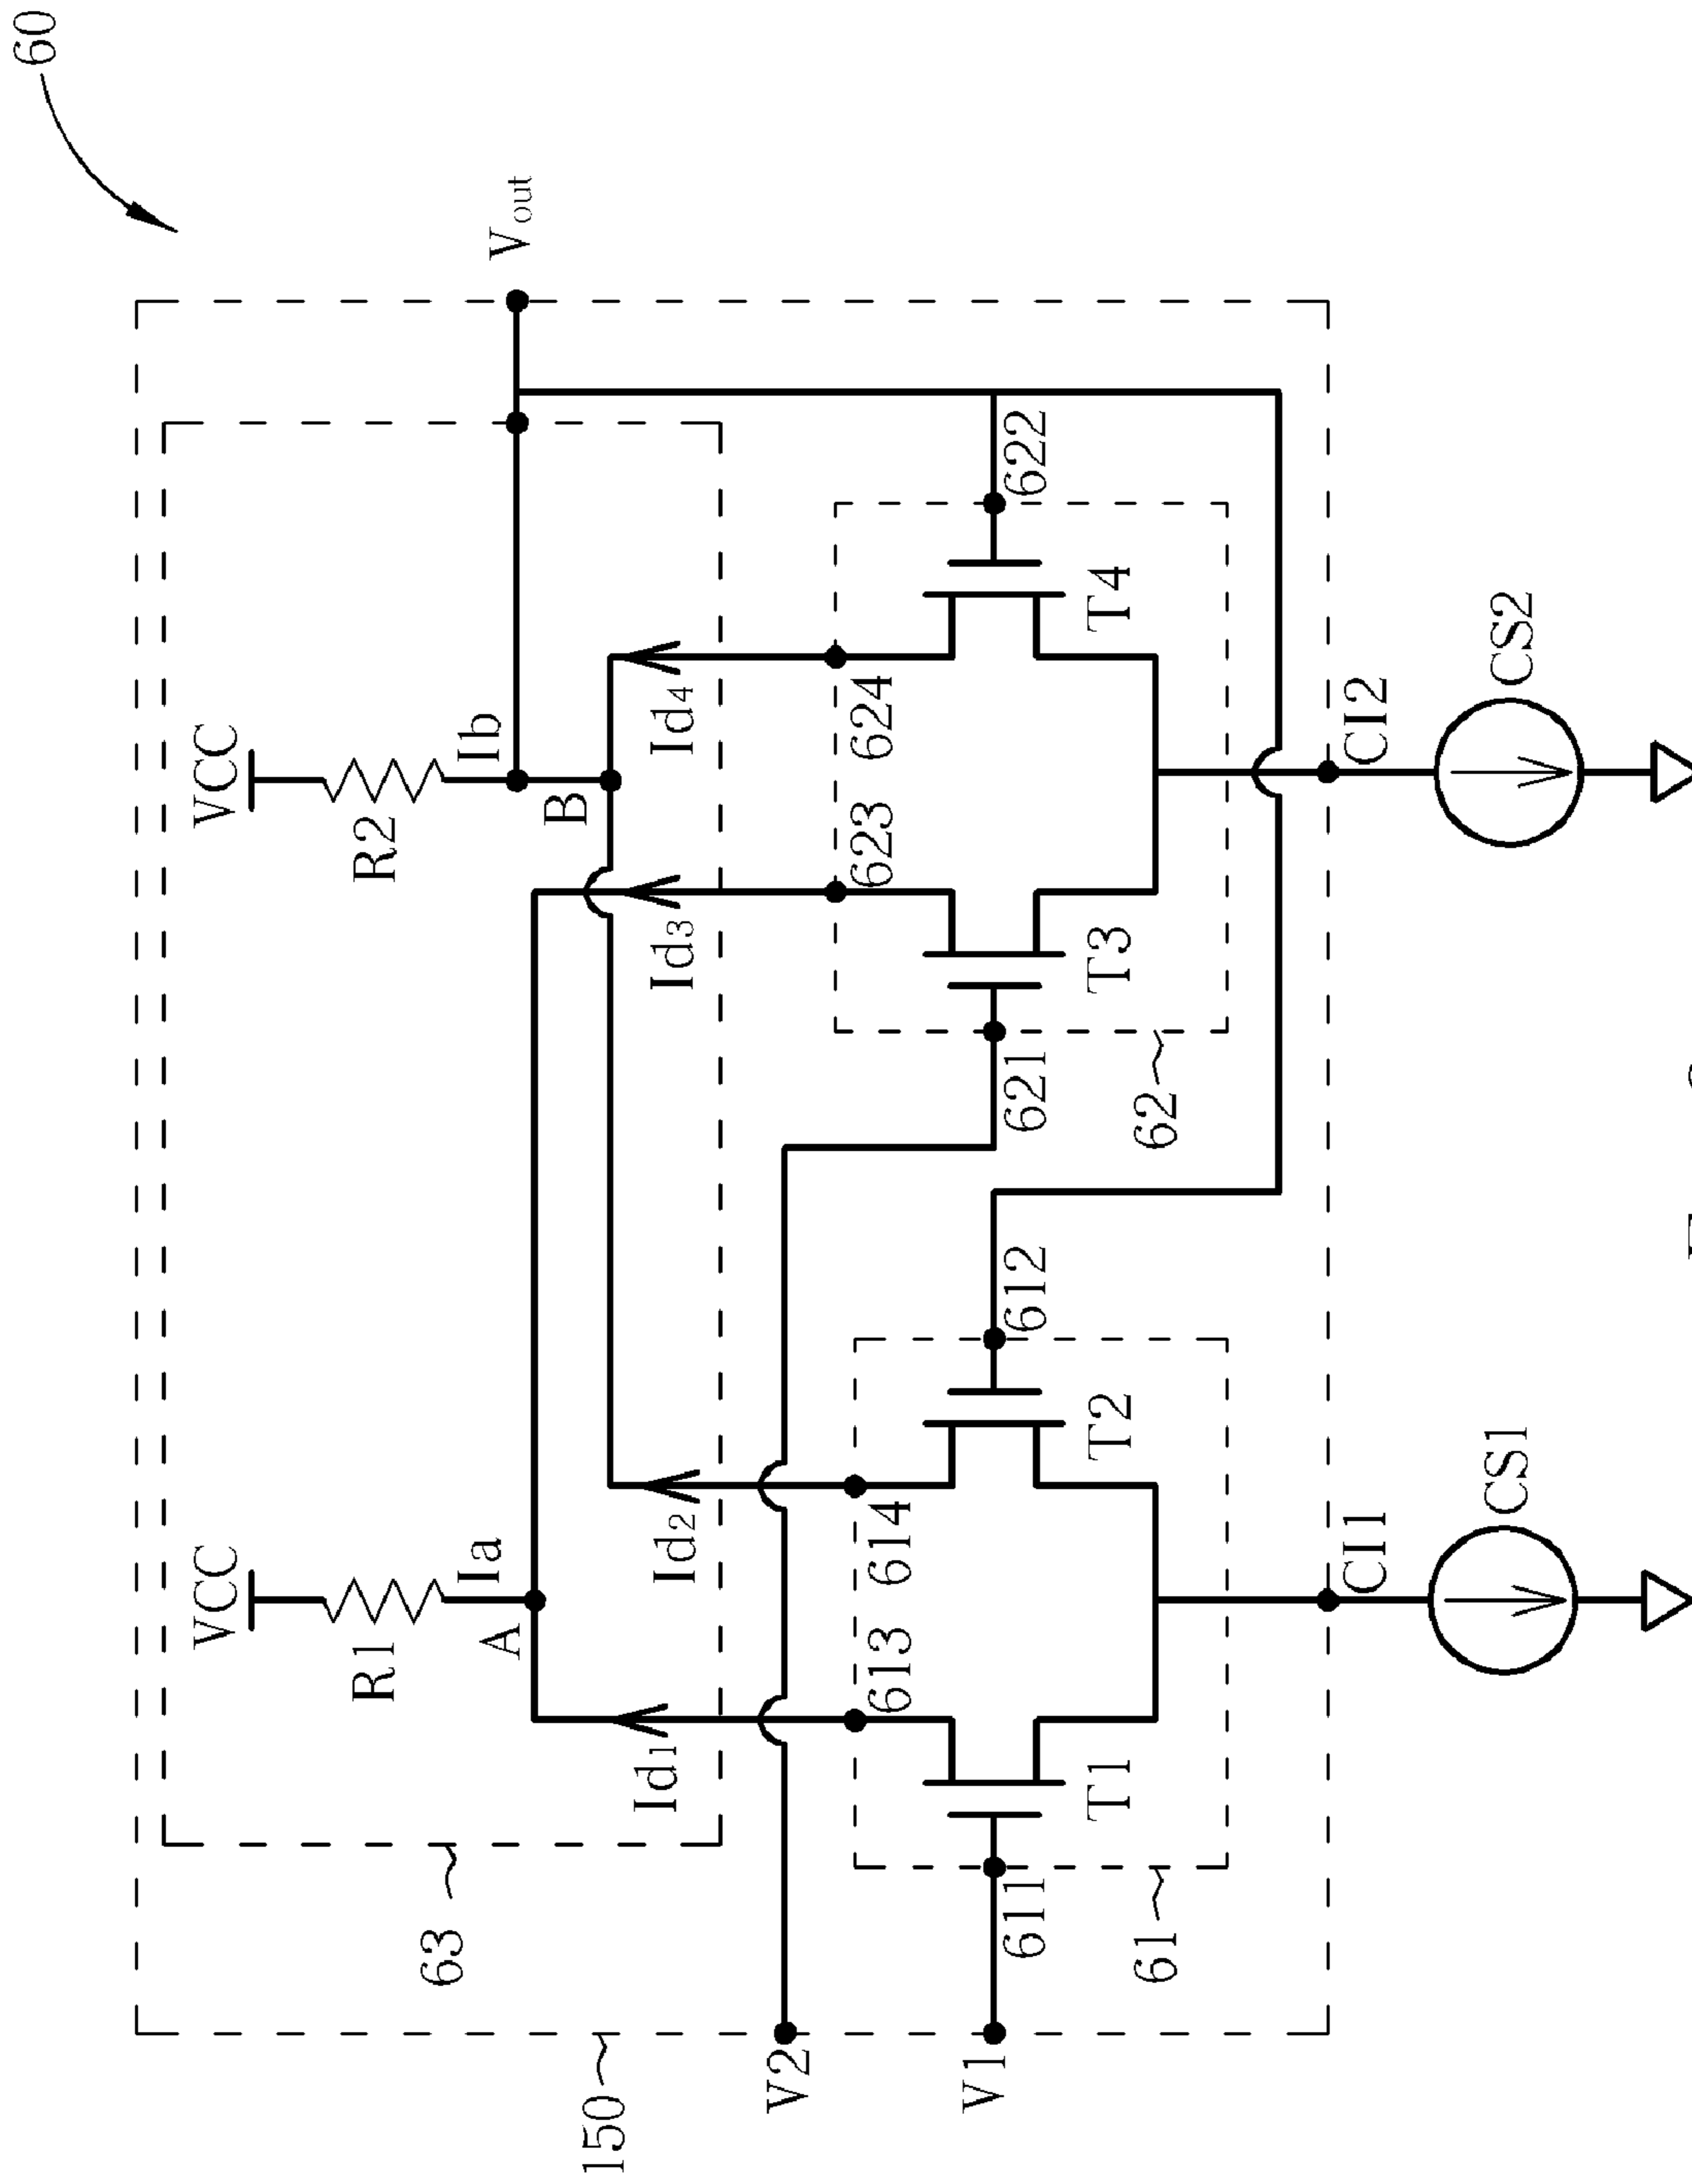 60
VCC
VCC
R1
R2
Ia
Ib
A
B
Vout
63
Id1
Id2
Id3
Id4
150
V2
V1
613
614
623
624
611
612
621
622
T1
T2
T3
T4
61
62
CI1
CI2
CS1
CS2